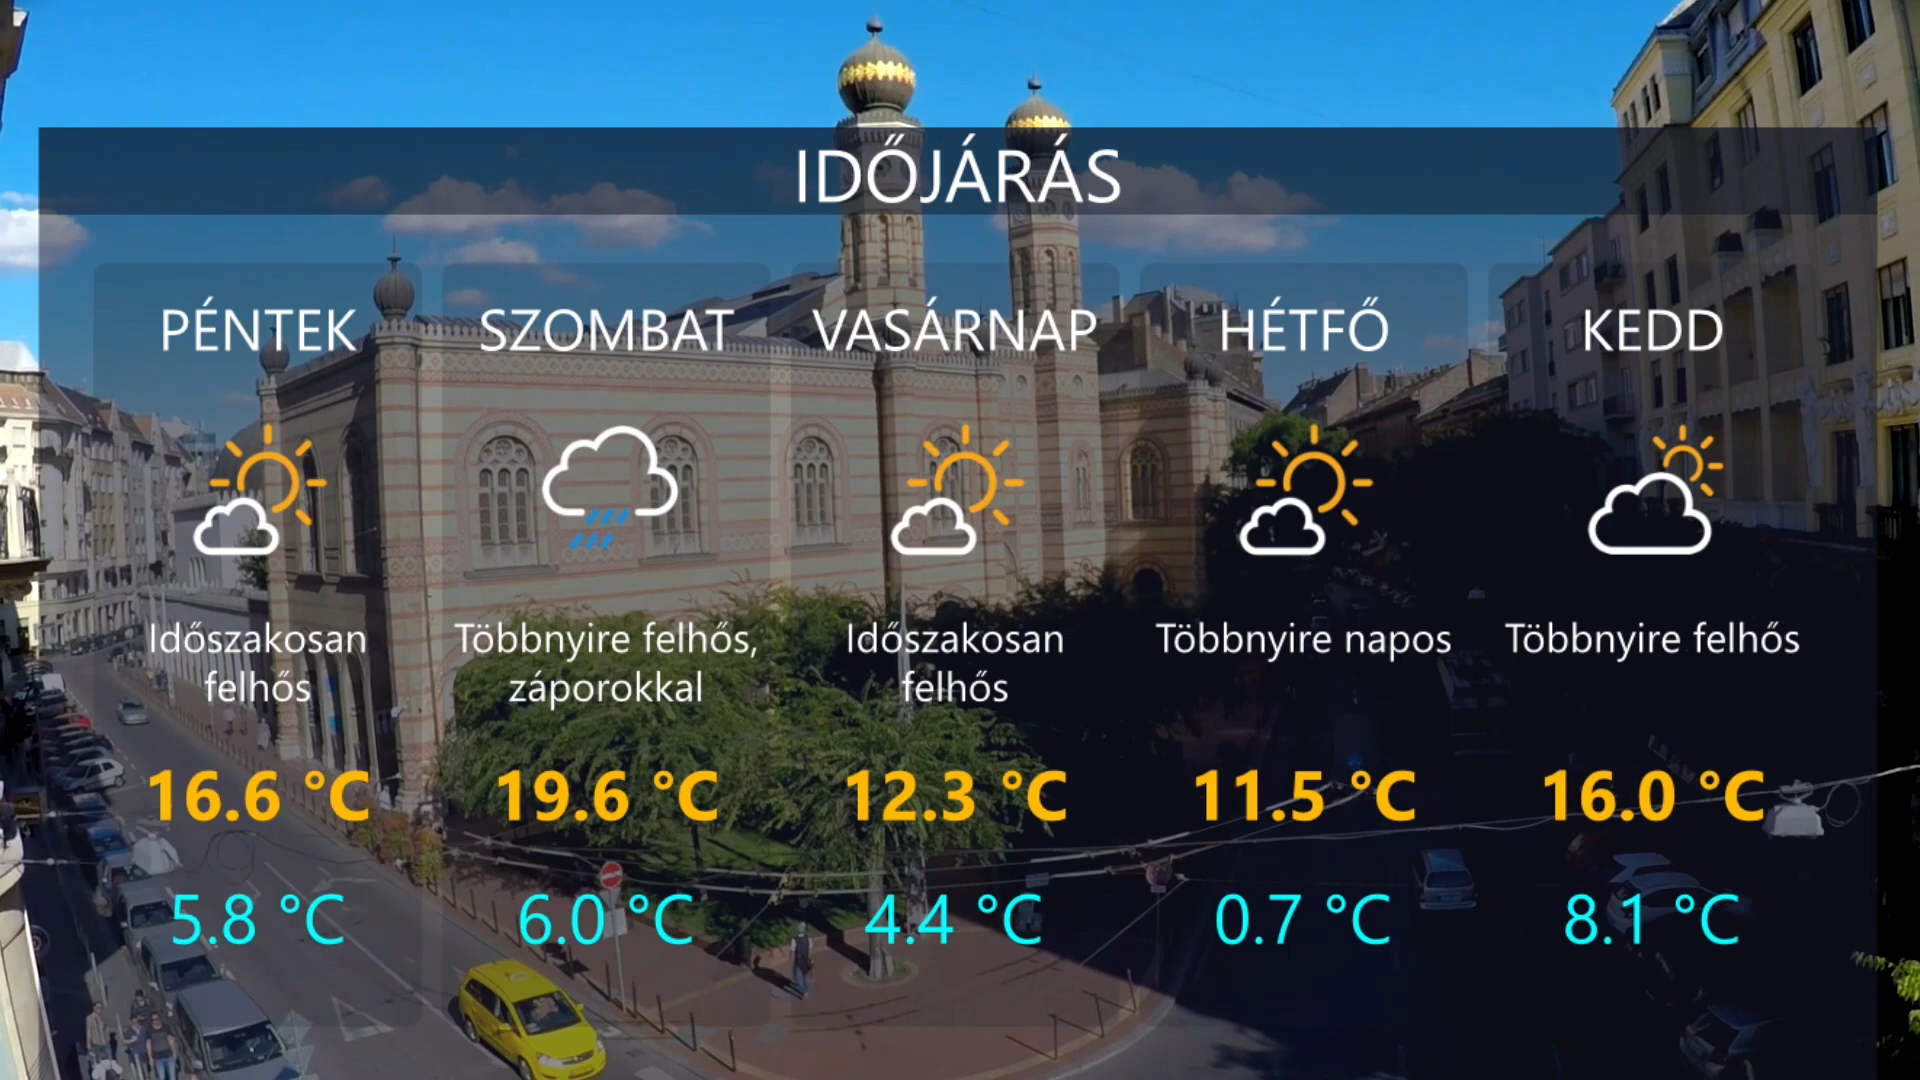 IDŐJÁRÁS
PÉNTEK
Időszakosan
felhős
16.6 °C
5.8 °C
SZOMBAT
Többnyire felhős,
záporokkal
19.6 °C
6.0 °C
VASÁRNAP
Időszakosan
felhős
12.3 °C
4.4 °C
HÉTFŐ
Többnyire napos
11.5 °C
0.7 °C
KEDD
Többnyire felhős
16.0 °C
8.1 °C